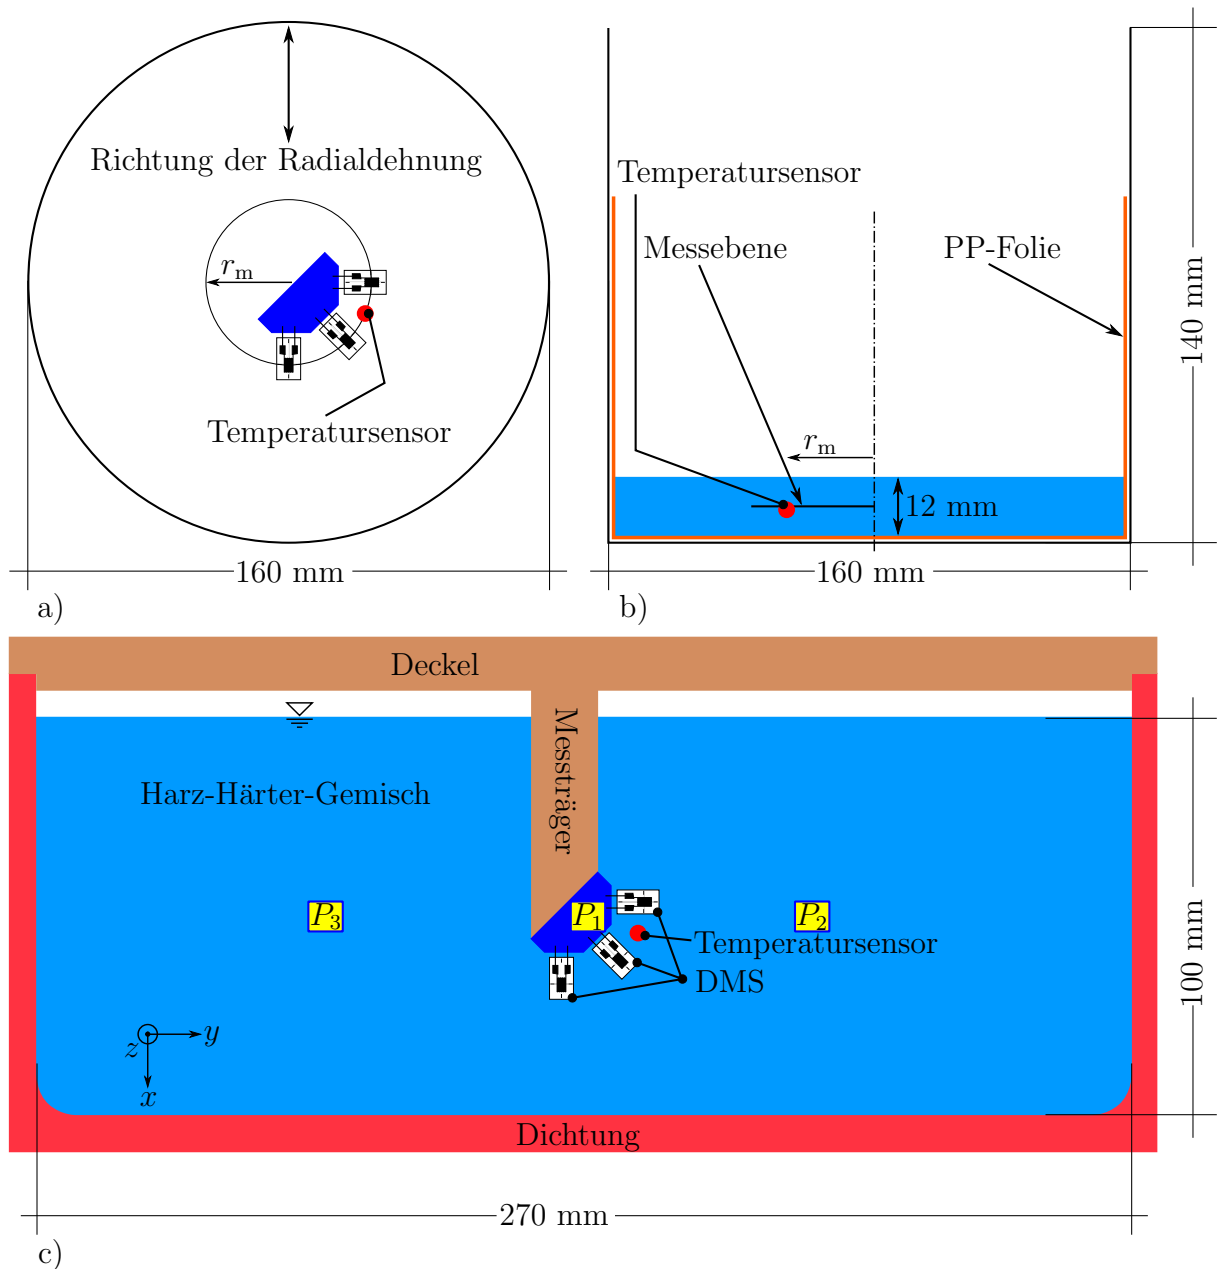 Richtung der Radialdehnung
r_m
Temperatursensor
160 mm
a)
Temperatursensor
Messebene
PP-Folie
r_m
12 mm
140 mm
160 mm
b)
Deckel
Messträger
Harz-Härter-Gemisch
P_3
P_1
P_2
Temperatursensor
DMS
100 mm
z
y
x
Dichtung
270 mm
c)